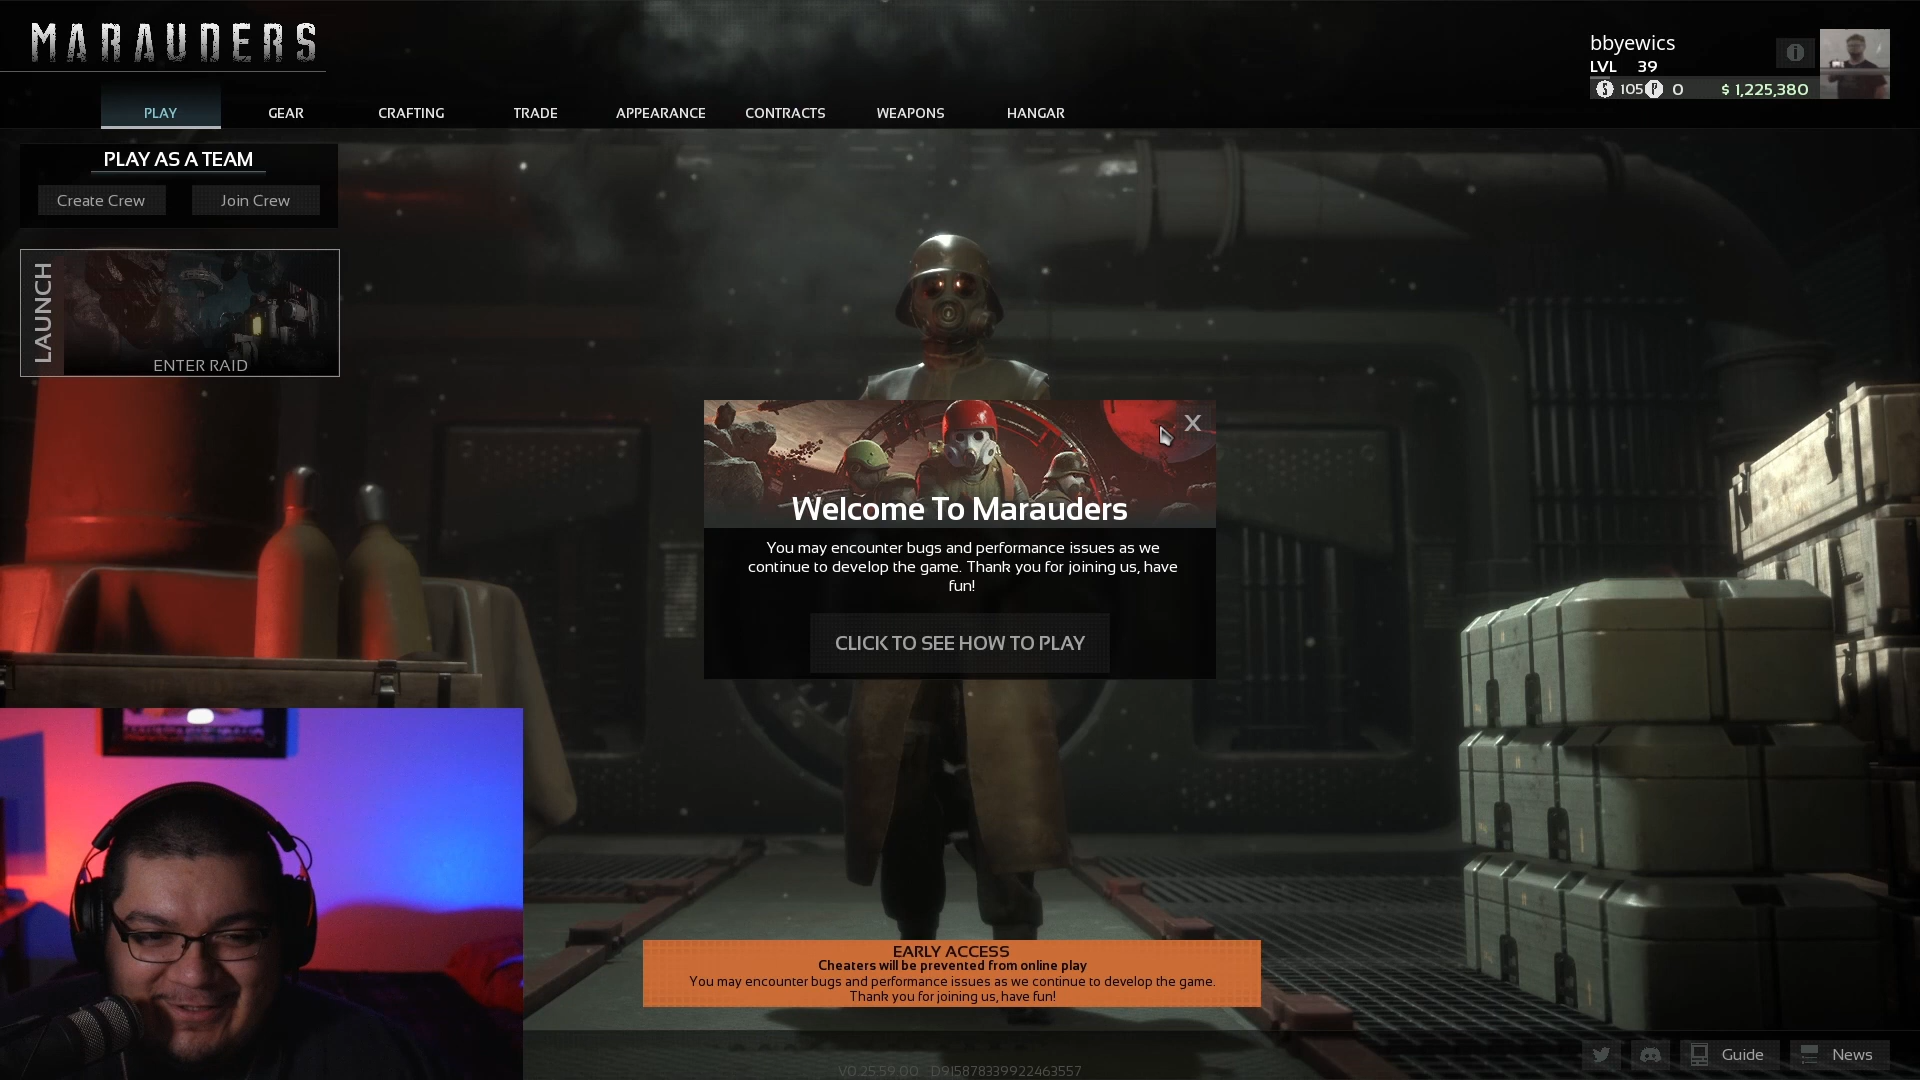 MARAUDERS
bbyewics
LVL 39
105 0 $ 1,225,380
PLAY GEAR CRAFTING TRADE APPEARANCE CONTRACTS WEAPONS HANGAR
PLAY AS A TEAM
Create Crew Join Crew
LAUNCH
ENTER RAID
X
Welcome To Marauders
You may encounter bugs and performance issues as we
continue to develop the game. Thank you for joining us, have
fun!
CLICK TO SEE HOW TO PLAY
EARLY ACCESS
Cheaters will be prevented from online play
You may encounter bugs and performance issues as we continue to develop the game.
Thank you for joining us, have fun!
Guide News
V0.25.59.00 D915878339922463557